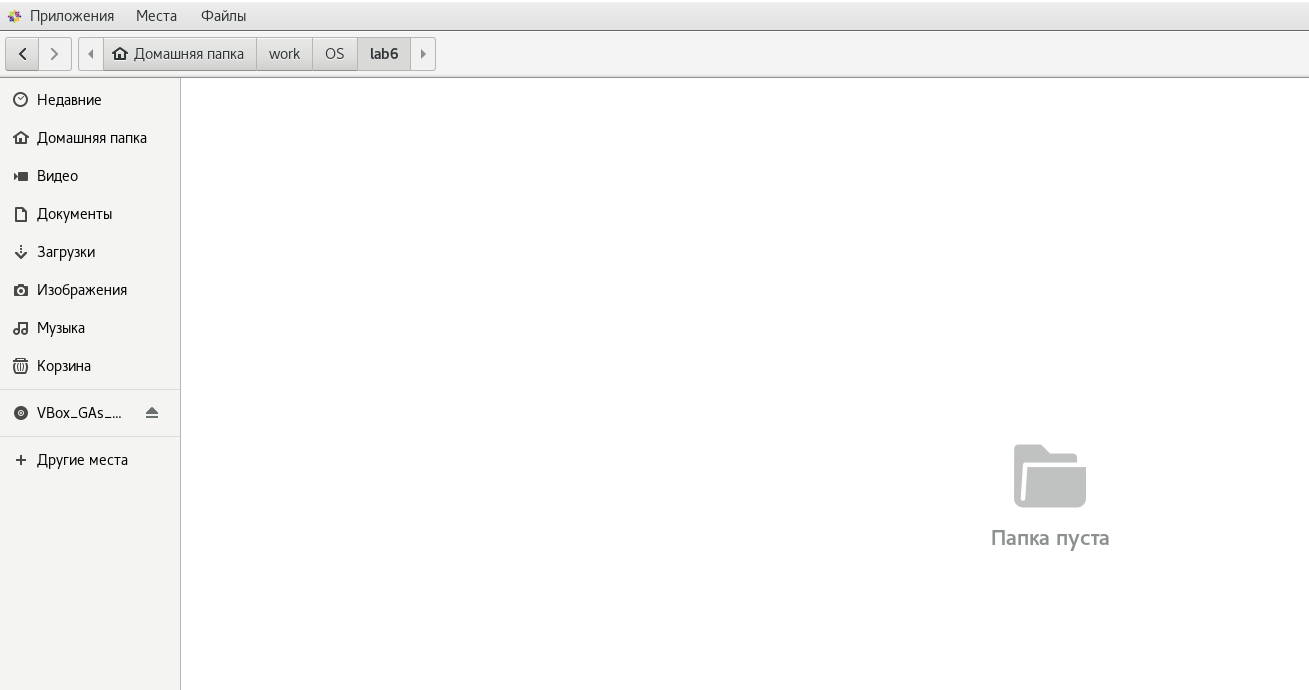 Приложения Места Файлы
Домашняя папка work OS lab6
Недавние
Домашняя папка
Видео
Документы
Загрузки
Изображения
Музыка
Корзина
VBox_GAs_...
Другие места
Папка пуста